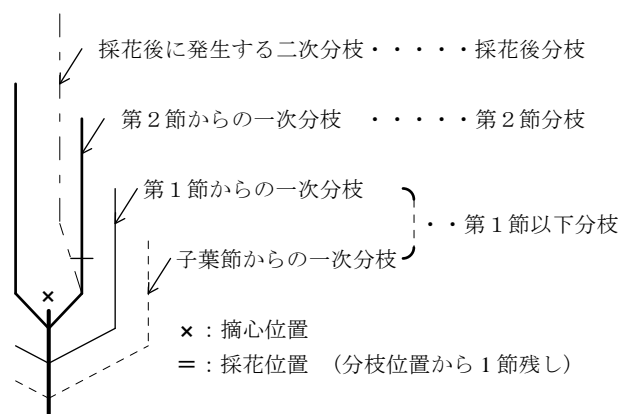 採花後に発生する二次分枝・・・・・採花後分枝
第２節からの一次分枝 ・・・・・第２節分枝
第１節からの一次分枝
・・第１節以下分枝
子葉節からの一次分枝
×：摘心位置
＝：採花位置 （分枝位置から１節残し）